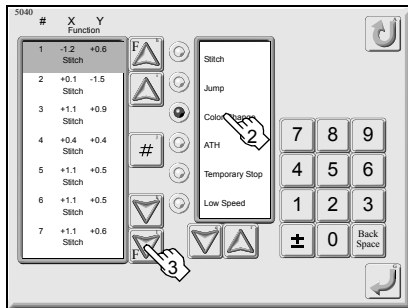 5040
# X Y
Function
1 -1.2 +0.6
Stitch
2 +0.1 -1.5
Stitch
3 +1.1 +0.9
Stitch
4 +0.4 +0.4
Stitch
5 +1.1 +0.5
Stitch
6 +1.1 +0.5
Stitch
7 +1.1 +0.6
Stitch
F
#
F
3
Stitch
Jump
2
ATH
Temporary Stop
Low Speed
7 8 9
4 5 6
1 2 3
± 0 Back
Space